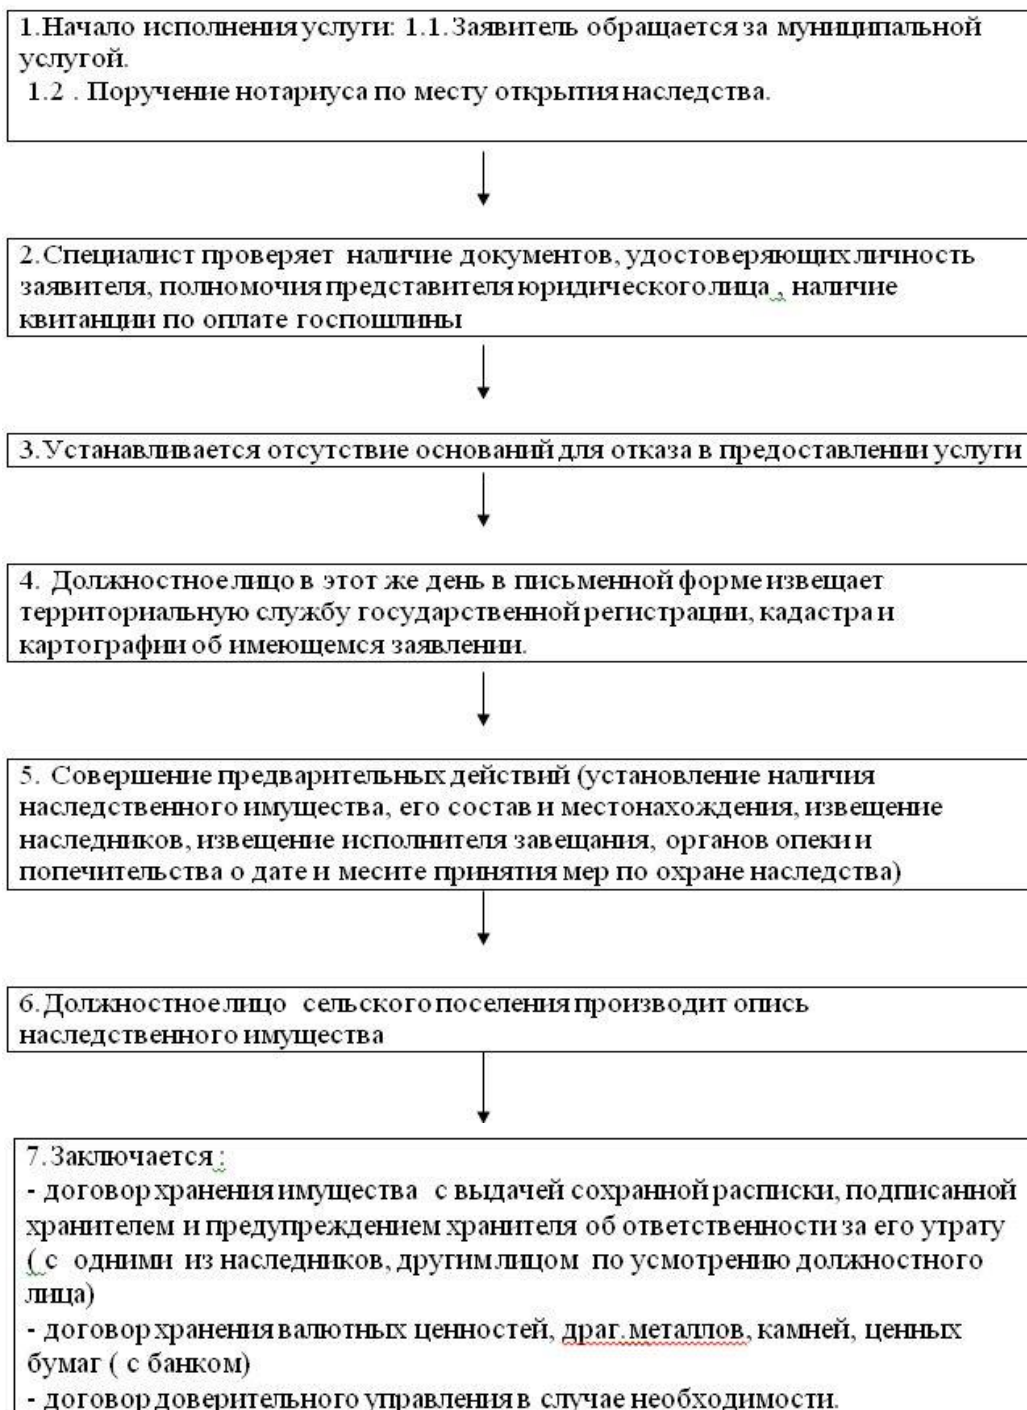 1.Начало исполнения услуги: 1.1.Заявитель обращается за муниципальной
услугой.
1.2 . Поручение нотариуса по месту открытия наследства.
2.Специалист проверяет наличие документов, удостоверяющих личность
заявителя, полномочия представителя юридического лица , наличие
квитанции по оплате госпошлины
3.Устанавливается отсутствие оснований для отказа в предоставлении услуги
4. Должностное лицо в этот же день в письменной форме извещает
территориальную службу государственной регистрации, кадастра и
картографии об имеющемся заявлении.
5. Совершение предварительных действий (установление наличия
наследственного имущества, его состав и местонахождения, извещение
наследников, извещение исполнителя завещания, органов опеки и
попечительства о дате и месите принятия мер по охране наследства)
6.Должностное лицо сельского поселения производит опись
наследственного имущества
7.Заключается :
- договор хранения имущества с выдачей сохранной расписки, подписанной
хранителем и предупреждением хранителя об ответственности за его утрату
( с одними из наследников, другим лицом по усмотрению должностного
лица)
- договор хранения валютных ценностей, драг.металлов, камней, ценных
бумаг ( с банком)
- договор доверительного управления в случае необходимости.